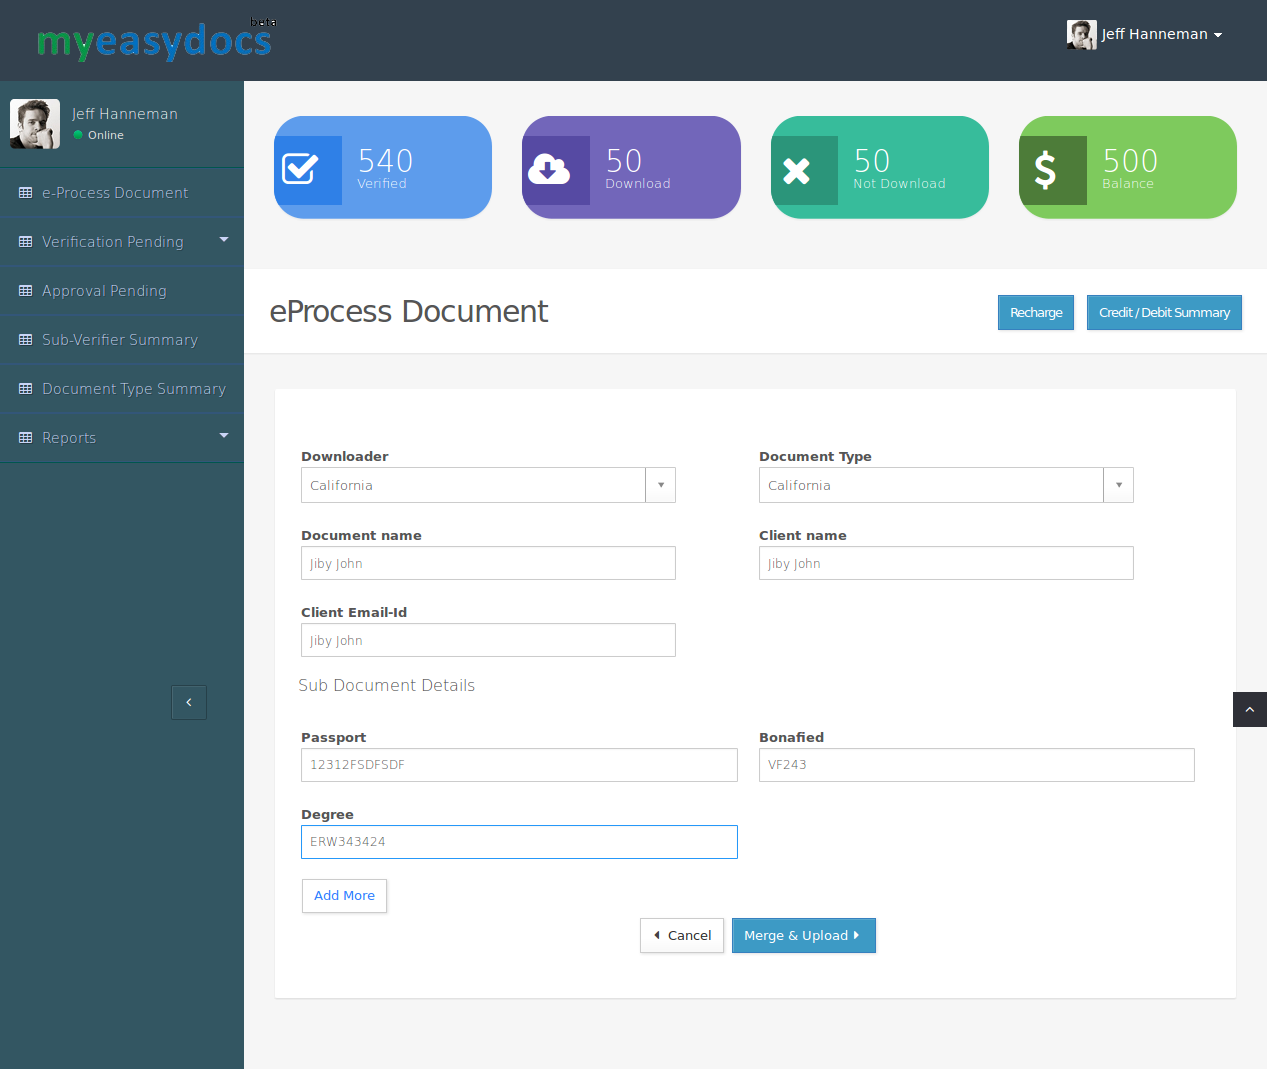 beta
myeasydocs
Jeff Hanneman
Jeff Hanneman
Online
e-Process Document
Verification Pending
Approval Pending
Sub-Verifier Summary
Document Type Summary
Reports
540
Verified
50
Download
50
Not Download
500
Balance
eProcess Document
Recharge
Credit / Debit Summary
Downloader
California
Document Type
California
Document name
Jiby John
Client name
Jiby John
Client Email-Id
Jiby John
Sub Document Details
Passport
12312FSDFSDF
Bonafied
VF243
Degree
ERW343424
Add More
Cancel
Merge & Upload